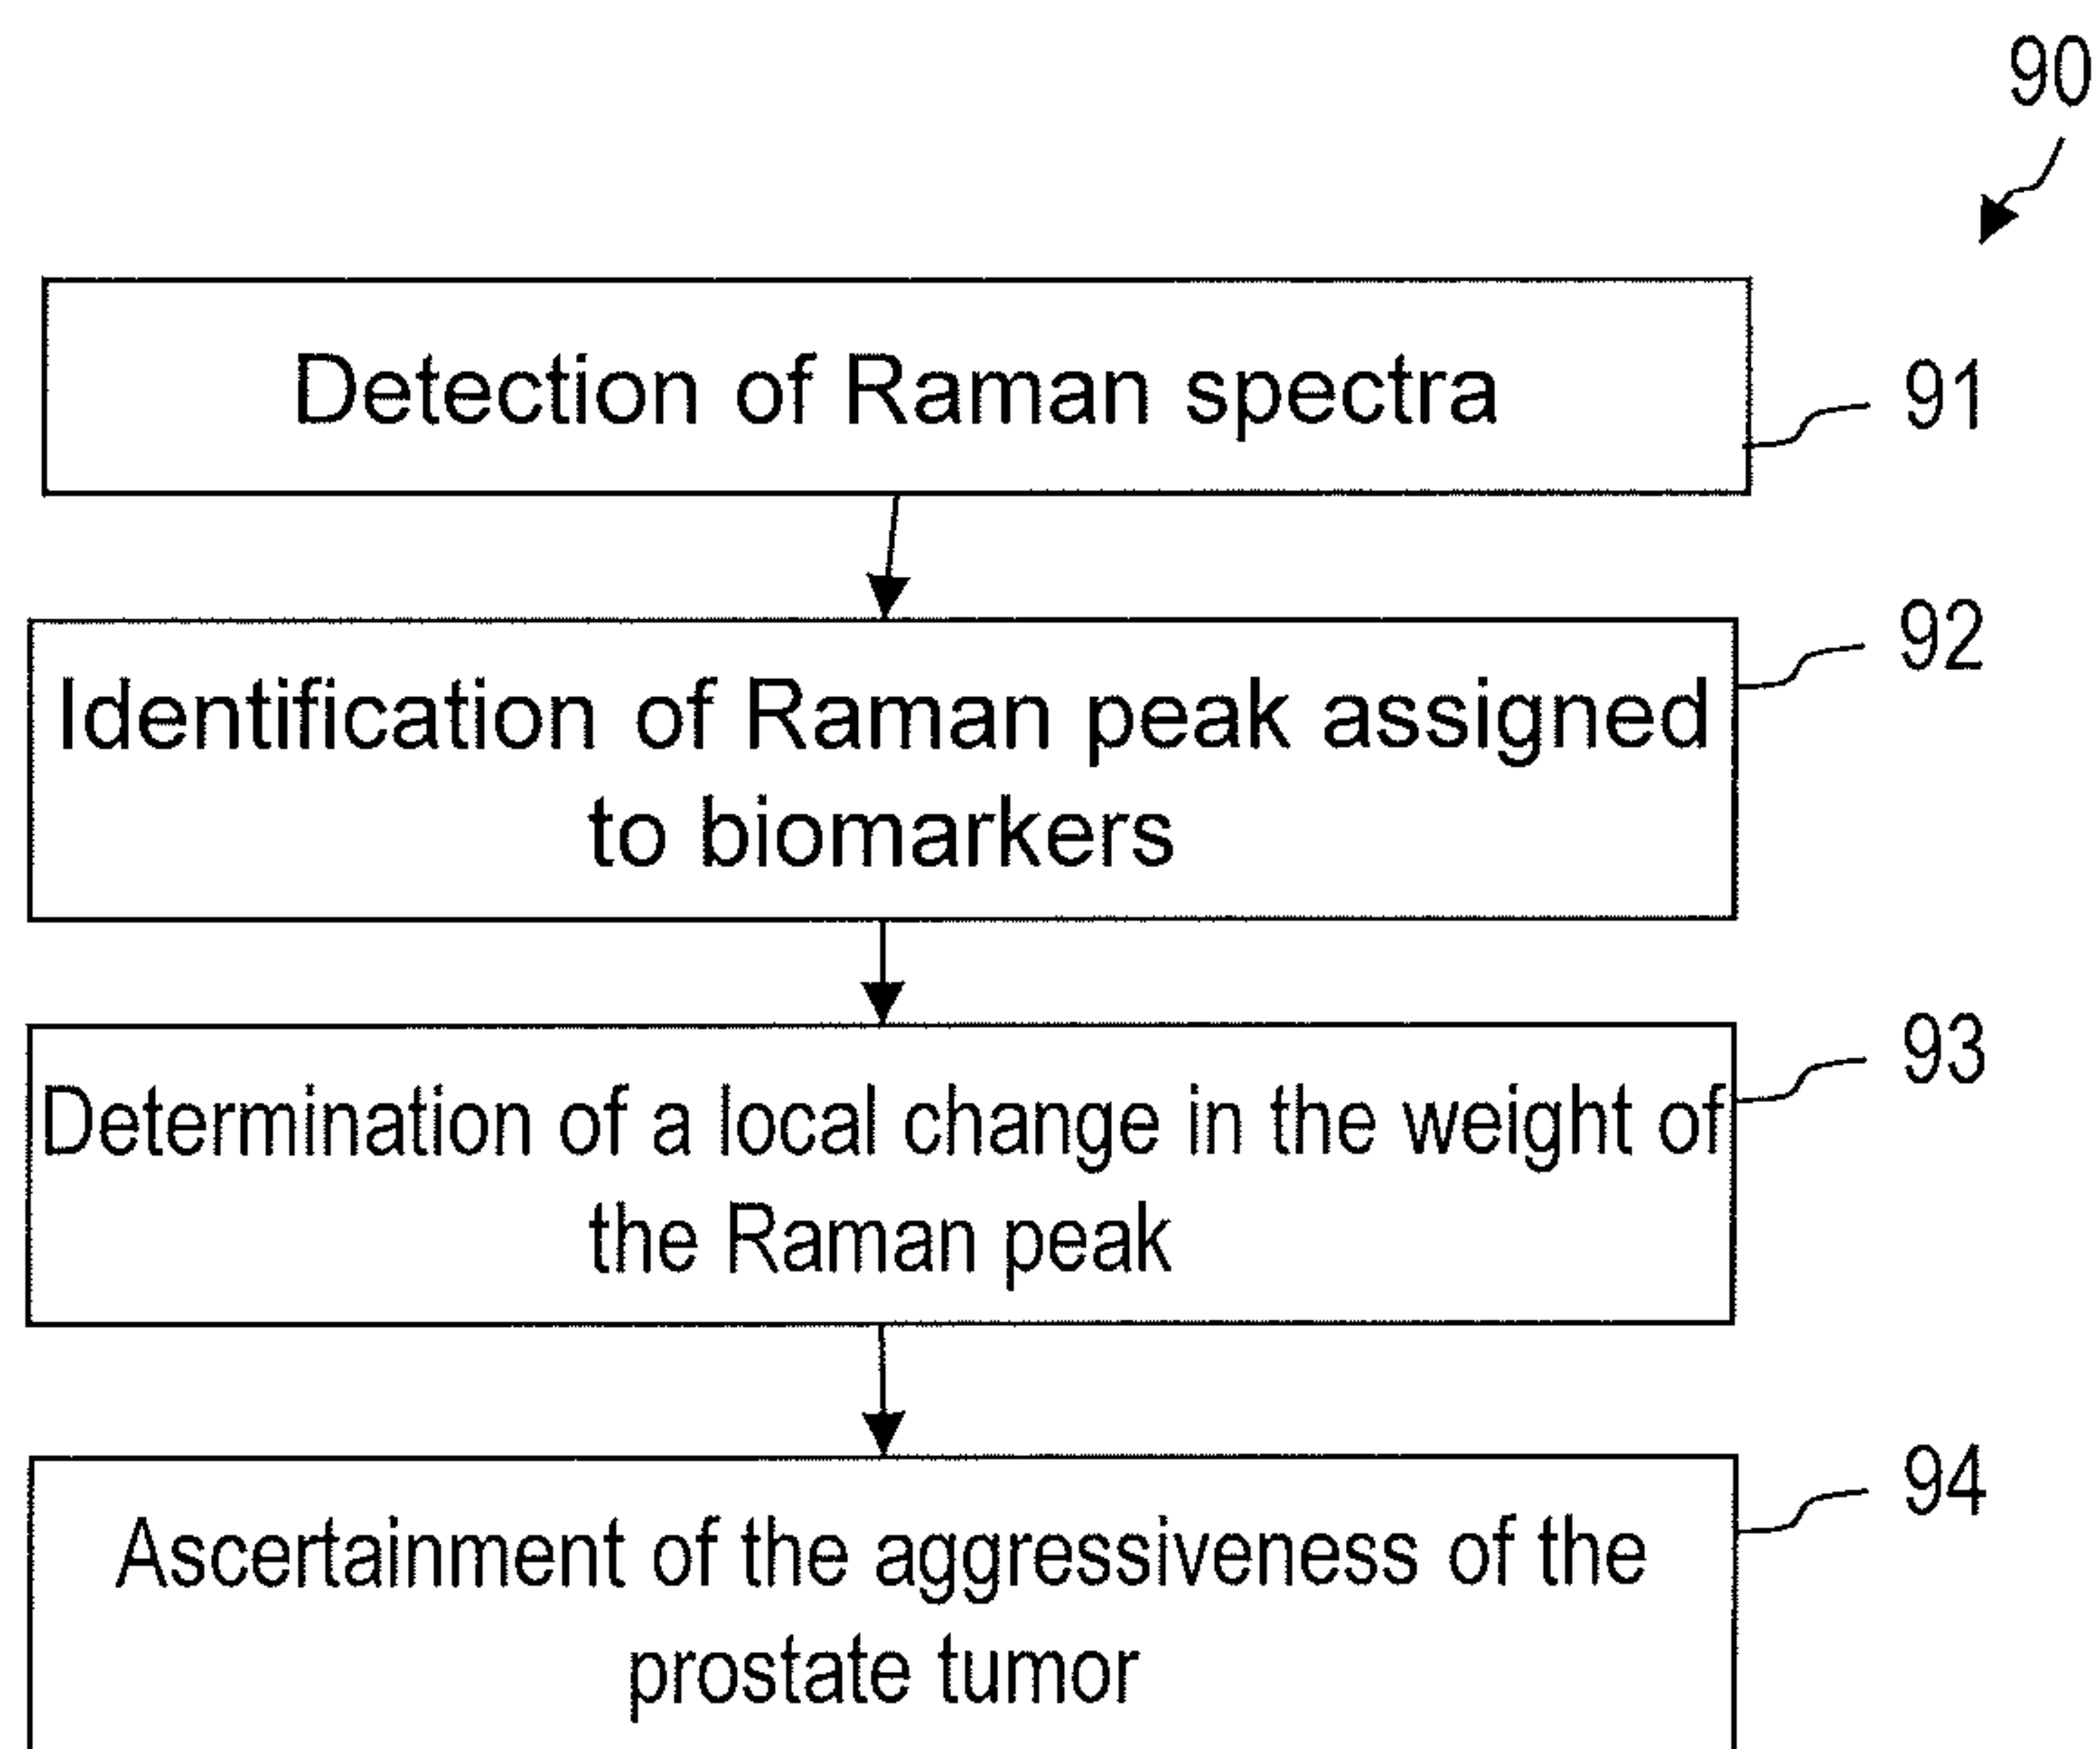 90
Detection of Raman spectra
91
Identification of Raman peak assigned
to biomarkers
92
Determination of a local change in the weight of
the Raman peak
93
Ascertainment of the aggressiveness of the
prostate tumor
94